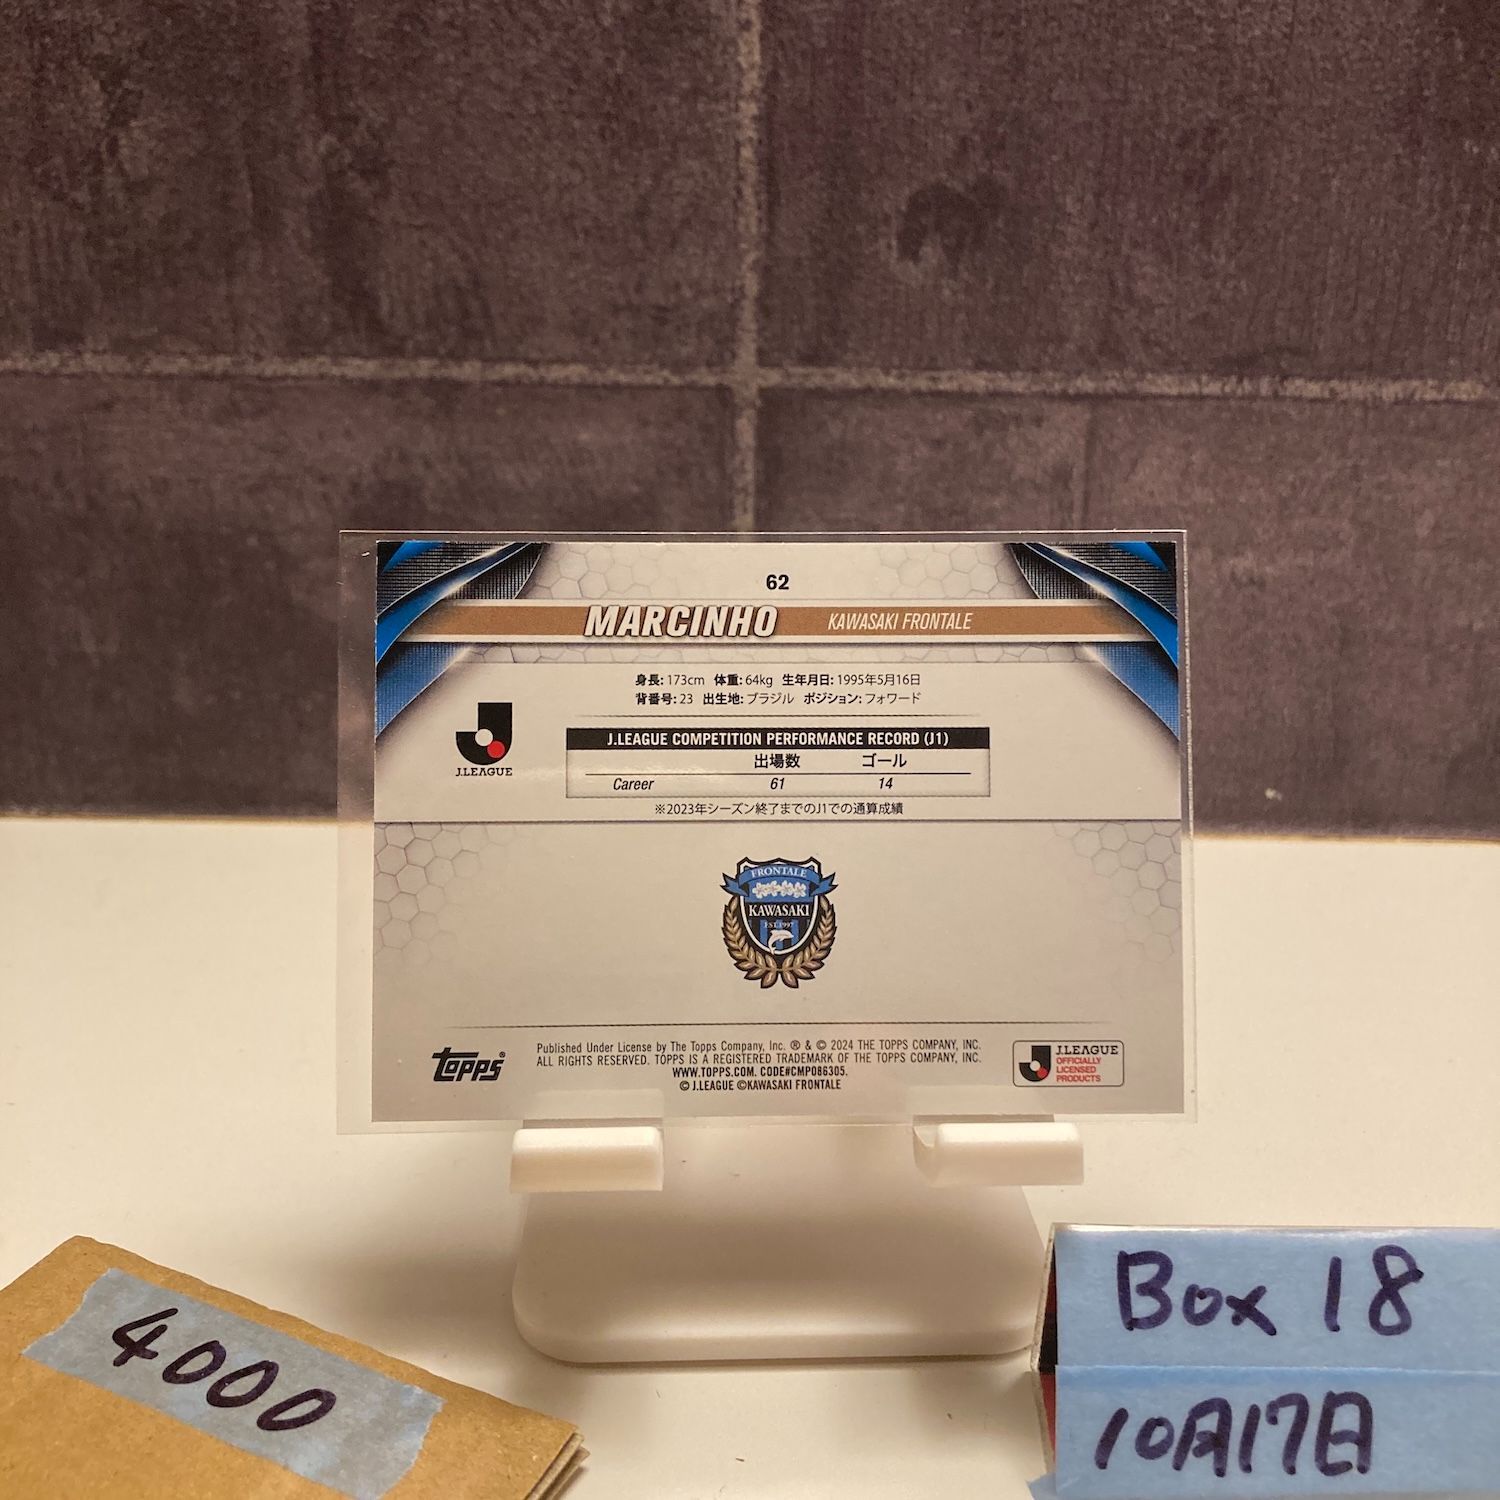 62
MARCINHO KAWASAKI FRONTALE
身長: 173cm 体重: 64kg 生年月日: 1995年5月16日
背番号: 23 出生地: ブラジル ポジション: フォワード
J.LEAGUE
J.LEAGUE COMPETITION PERFORMANCE RECORD (J1)
出場数 ゴール
Career 61 14
※2023年シーズン終了までのJ1での通算成績
FRONTALE
KAWASAKI
EST.1997
topps®
Published Under License by The Topps Company, Inc. ® & © 2024 THE TOPPS COMPANY, INC.
ALL RIGHTS RESERVED. TOPPS IS A REGISTERED TRADEMARK OF THE TOPPS COMPANY, INC.
WWW.TOPPS.COM. CODE#CMP086305.
© J.LEAGUE ©KAWASAKI FRONTALE
J.LEAGUE
OFFICIALLY
LICENSED
PRODUCTS
4000
Box 18
10月17日